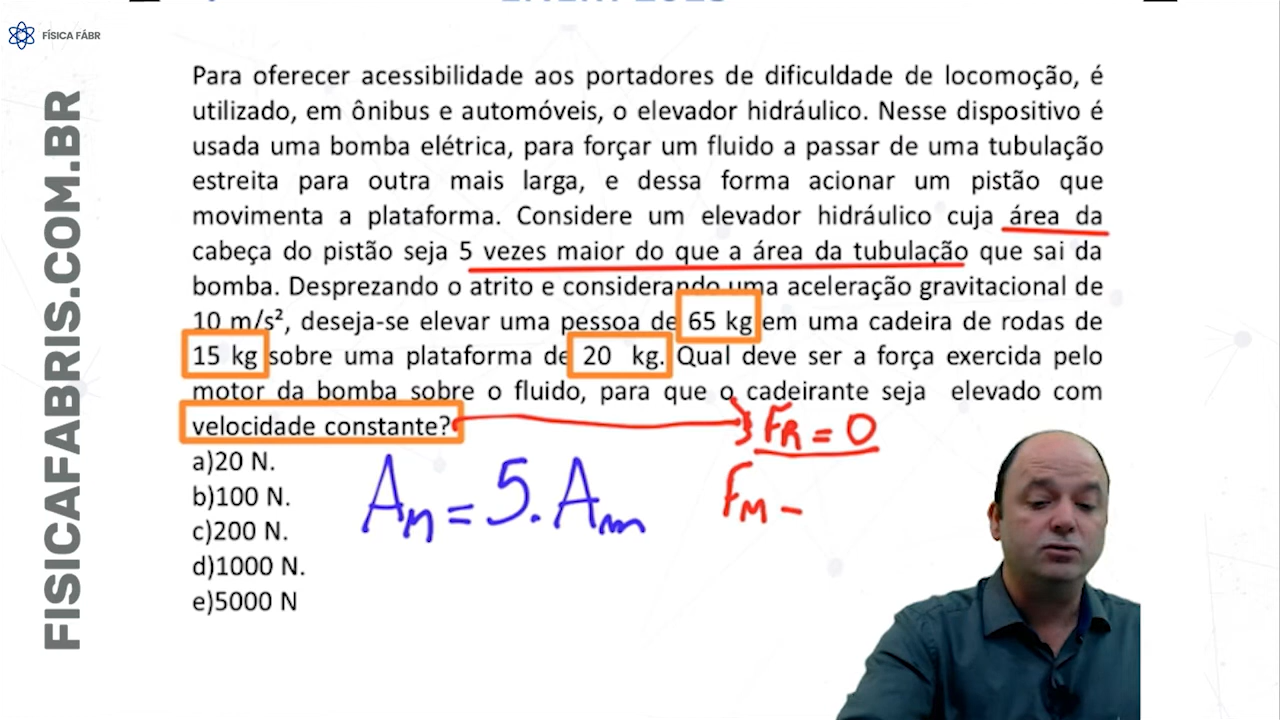 FÍSICA FÁBR
FISICAFABRIS.COM.BR
Para oferecer acessibilidade aos portadores de dificuldade de locomoção, é
utilizado, em ônibus e automóveis, o elevador hidráulico. Nesse dispositivo é
usada uma bomba elétrica, para forçar um fluido a passar de uma tubulação
estreita para outra mais larga, e dessa forma acionar um pistão que
movimenta a plataforma. Considere um elevador hidráulico cuja área da
cabeça do pistão seja 5 vezes maior do que a área da tubulação que sai da
bomba. Desprezando o atrito e considerando uma aceleração gravitacional de
10 m/s², deseja-se elevar uma pessoa de 65 kg em uma cadeira de rodas de
15 kg sobre uma plataforma de 20 kg. Qual deve ser a força exercida pelo
motor da bomba sobre o fluido, para que o cadeirante seja elevado com
velocidade constante?
FR = 0
a)20 N.
b)100 N.
c)200 N.
d)1000 N.
e)5000 N
AM = 5.Am
FM -